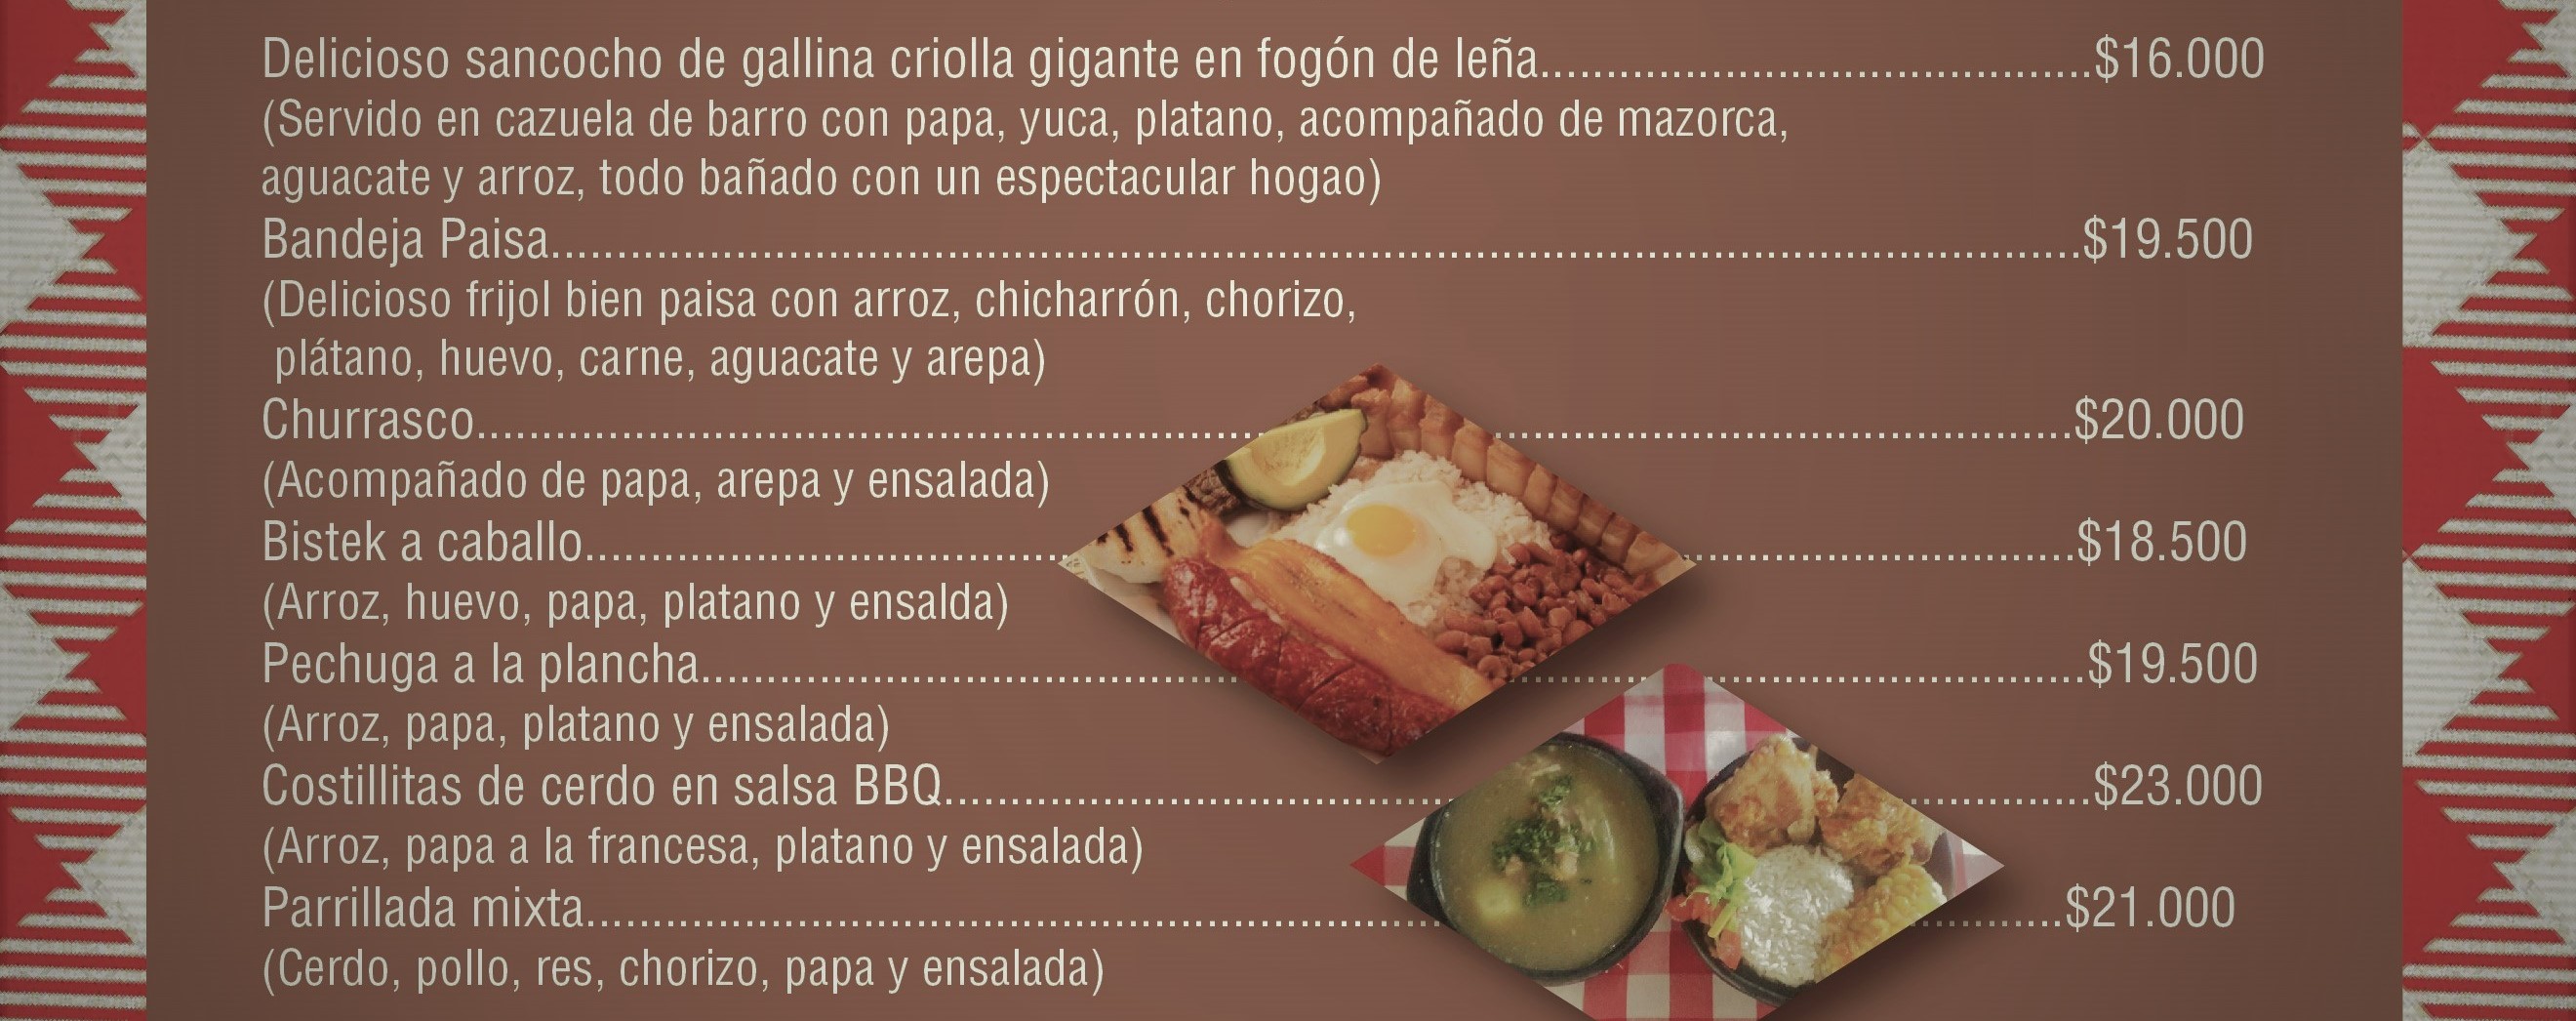 Delicioso sancocho de gallina criolla gigante en fogón de leña..........................................$16.000
(Servido en cazuela de barro con papa, yuca, platano, acompañado de mazorca,
aguacate y arroz, todo bañado con un espectacular hogao)
Bandeja Paisa....................................................................................................................$19.500
(Delicioso frijol bien paisa con arroz, chicharrón, chorizo,
plátano, huevo, carne, aguacate y arepa)
Churrasco..........................................................................................................................$20.000
(Acompañado de papa, arepa y ensalada)
Bistek a caballo..................................................................................................................$18.500
(Arroz, huevo, papa, platano y ensalda)
Pechuga a la plancha.........................................................................................................$19.500
(Arroz, papa, platano y ensalada)
Costillitas de cerdo en salsa BBQ.......................................................................................$23.000
(Arroz, papa a la francesa, platano y ensalada)
Parrillada mixta..................................................................................................................$21.000
(Cerdo, pollo, res, chorizo, papa y ensalada)